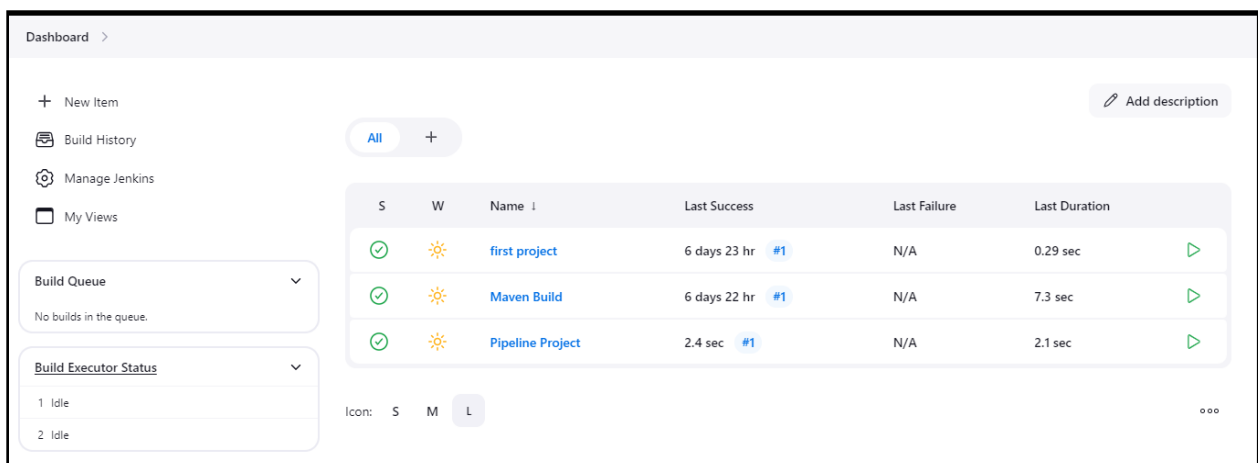 Dashboard >
New Item
Build History
Manage Jenkins
My Views
Build Queue
No builds in the queue.
Build Executor Status
1 Idle
2 Idle
Add description
All +
S W Name ↓ Last Success Last Failure Last Duration
first project 6 days 23 hr #1 N/A 0.29 sec
Maven Build 6 days 22 hr #1 N/A 7.3 sec
Pipeline Project 2.4 sec #1 N/A 2.1 sec
Icon: S M L